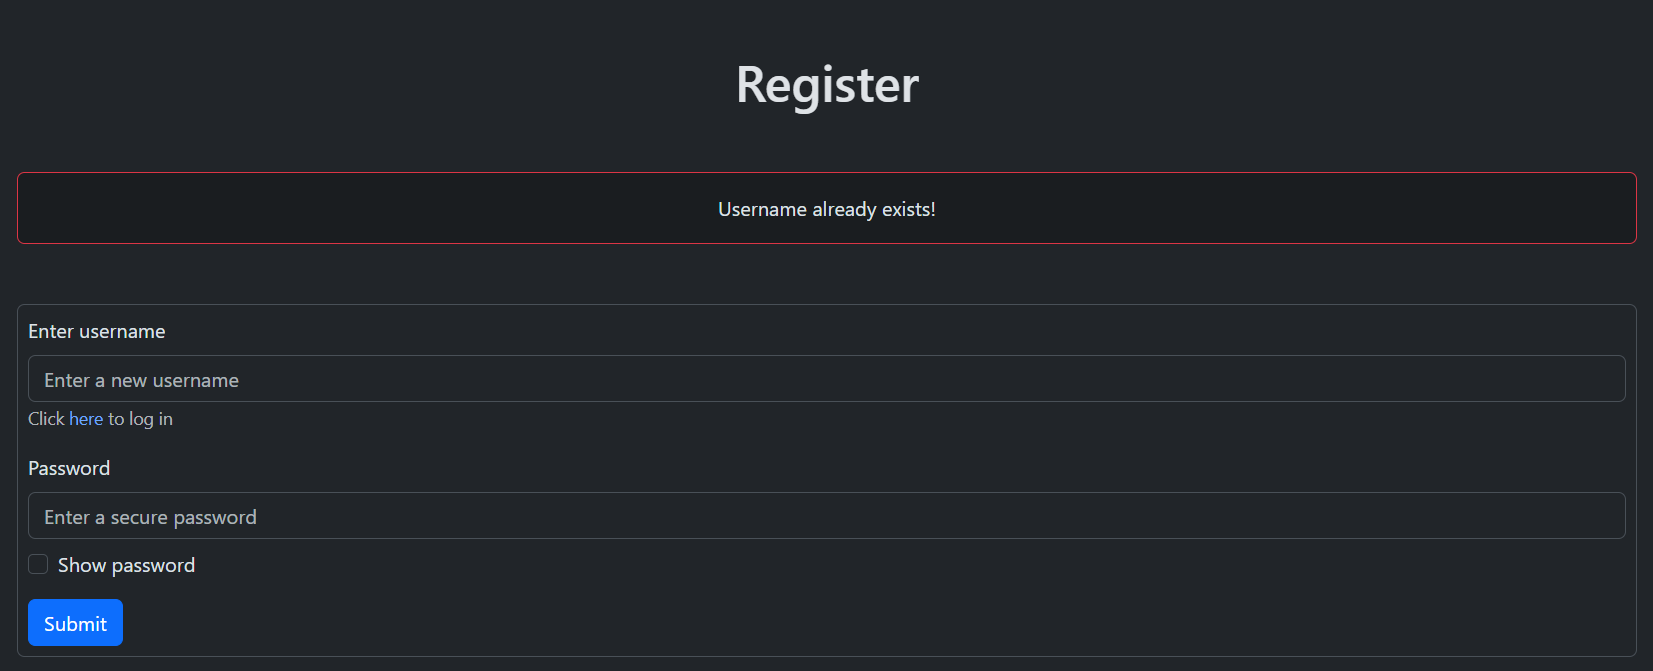 Register
Username already exists!
Enter username
Enter a new username
Click here to log in
Password
Enter a secure password
Show password
Submit